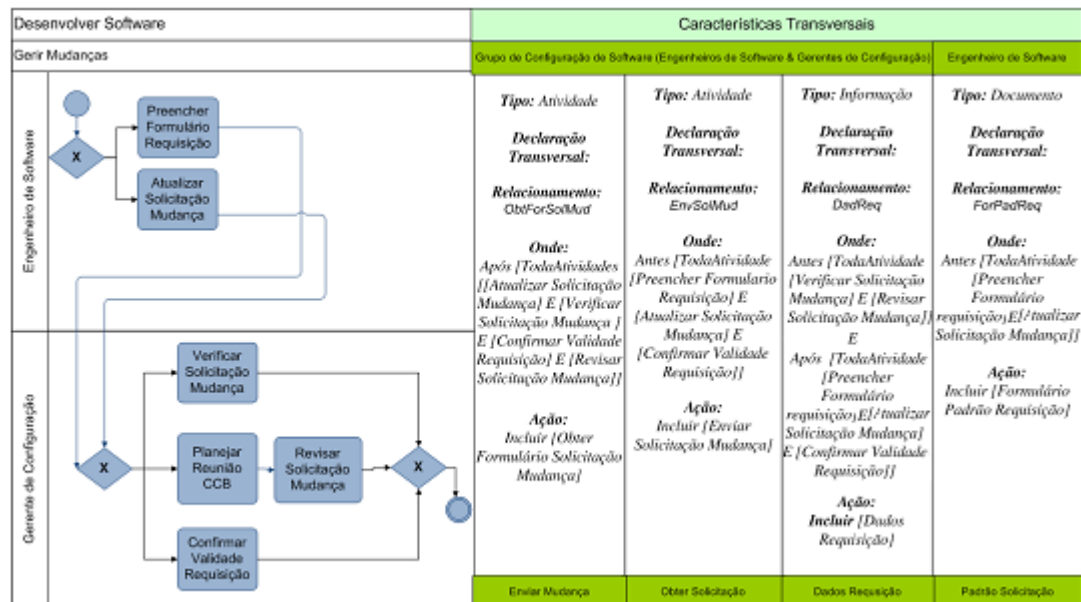 Desenvolver Software
Características Transversais
Gerir Mudanças
Grupo de Configuração de Software (Engenheiros de Software & Gerentes de Configuração)
Engenheiro de Software
Engenheiro de Software
X
Preencher
Formulário
Requisição
Atualizar
Solicitação
Mudança
Gerente de Configuração
X
Verificar
Solicitação
Mudança
Planejar
Reunião
CCB
Revisar
Solicitação
Mudança
Confirmar
Validade
Requisição
X
Tipo: Atividade
Declaração
Transversal:
Relacionamento:
ObtForSolMud
Onde:
Após [TodaAtividades
[[Atualizar Solicitação
Mudança] E [Verificar
Solicitação Mudança ]
E [Confirmar Validade
Requisição] E [Revisar
Solicitação Mudança]]
Ação:
Incluir [Obter
Formulário Solicitação
Mudança]
Enviar Mudança
Tipo: Atividade
Declaração
Transversal:
Relacionamento:
EnvSolMud
Onde:
Antes [TodaAtividade
[Preencher Formulario
Requisição] E
[Atualizar Solicitação
Mudança] E
[Confirmar Validade
Requisição]]
Ação:
Incluir [Enviar
Solicitação Mudança]
Obter Solicitação
Tipo: Informação
Declaração
Transversal:
Relacionamento:
DadReq
Onde:
Antes [TodaAtividade
[Verificar Solicitação
Mudança] E [Revisar
Solicitação Mudança]]
E
Após [TodaAtividade
[Preencher
Formulário
requisição]E[Atualizar
Solicitação Mudança]
E [Confirmar Validade
Requisição]]
Ação:
Incluir [Dados
Requisição]
Dados Requsição
Tipo: Documento
Declaração
Transversal:
Relacionamento:
ForPadReq
Onde:
Antes [TodaAtividade
[Preencher
Formulário
requisição]E[Atualizar
Solicitação Mudança]]
Ação:
Incluir [Formulário
Padrão Requisição]
Padrão Solicitação